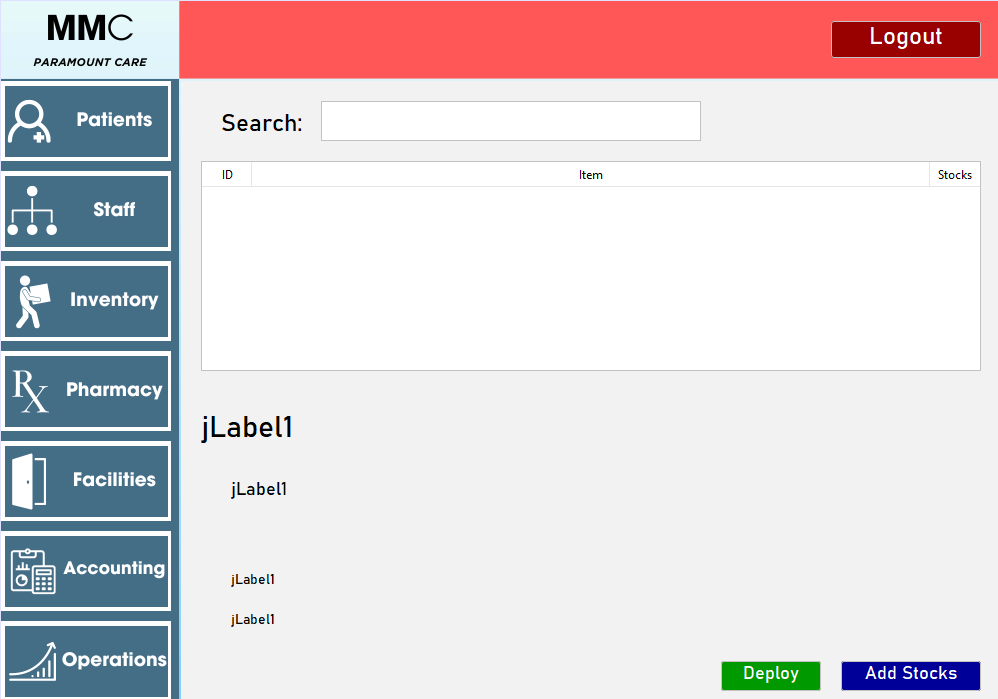 MMC
PARAMOUNT CARE
Logout
Patients
Staff
Inventory
Pharmacy
Facilities
Accounting
Operations
Search:
ID Item Stocks
jLabel1
jLabel1
jLabel1
jLabel1
Deploy Add Stocks